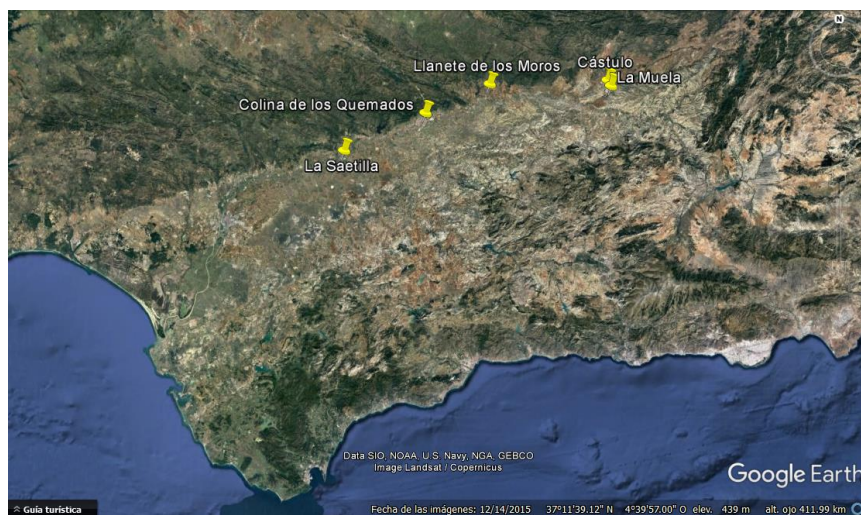 N
Cástulo
Llanete de los Moros
La Muela
Colina de los Quemados
La Saetilla
Data SIO, NOAA, U.S. Navy, NGA, GEBCO
Image Landsat / Copernicus
Google Earth
Guía turística
Fecha de las imágenes: 12/14/2015 37°11'39.12" N 4°39'57.00" O elev. 439 m alt. ojo 411.99 km